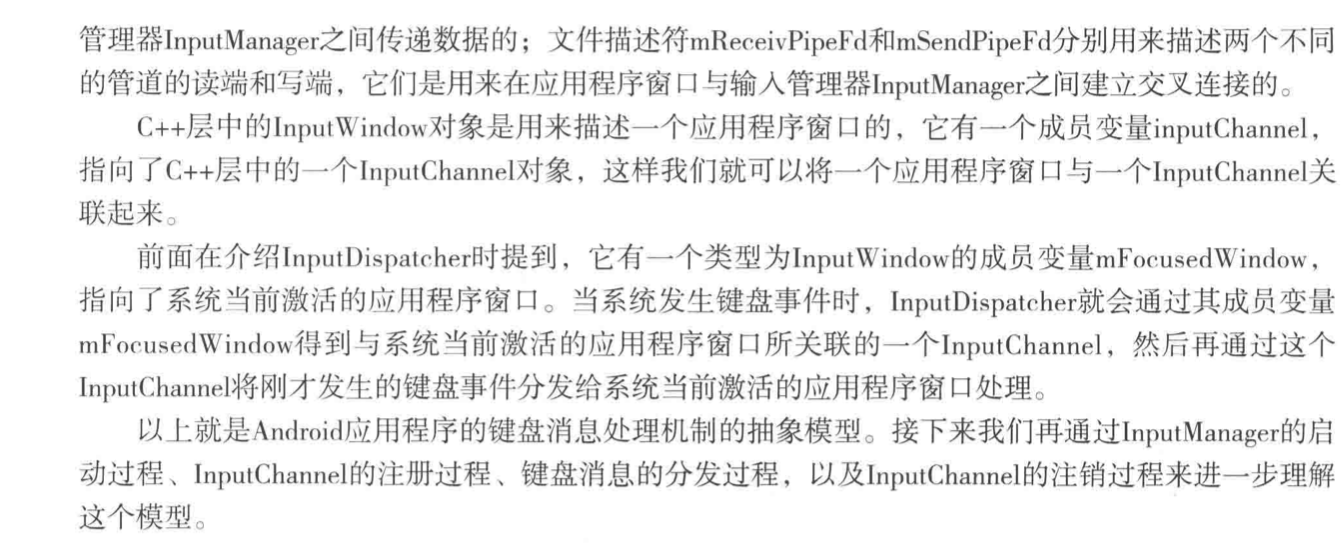 管理器InputManager之间传递数据的；文件描述符mReceivPipeFd和mSendPipeFd分别用来描述两个不同
的管道的读端和写端，它们是用来在应用程序窗口与输入管理器InputManager之间建立交叉连接的。
C++层中的InputWindow对象是用来描述一个应用程序窗口的，它有一个成员变量inputChannel，
指向了C++层中的一个InputChannel对象，这样我们就可以将一个应用程序窗口与一个InputChannel关
联起来。
前面在介绍InputDispatcher时提到，它有一个类型为InputWindow的成员变量mFocusedWindow，
指向了系统当前激活的应用程序窗口。当系统发生键盘事件时，InputDispatcher就会通过其成员变量
mFocusedWindow得到与系统当前激活的应用程序窗口所关联的一个InputChannel，然后再通过这个
InputChannel将刚才发生的键盘事件分发给系统当前激活的应用程序窗口处理。
以上就是Android应用程序的键盘消息处理机制的抽象模型。接下来我们再通过InputManager的启
动过程、InputChannel的注册过程、键盘消息的分发过程，以及InputChannel的注销过程来进一步理解
这个模型。